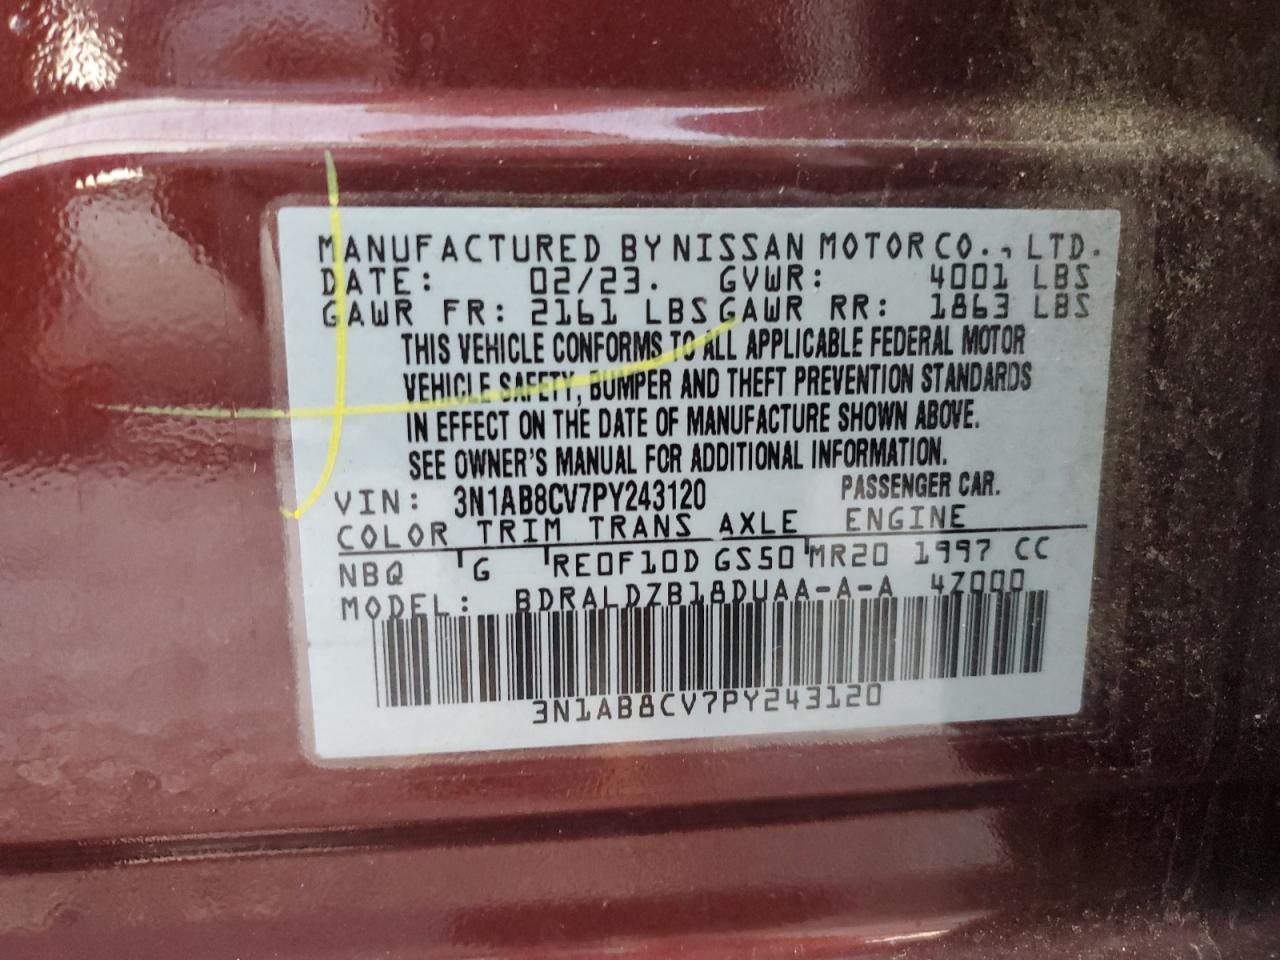 MANUFACTURED BY NISSAN MOTOR CO., LTD.
DATE: 02/23. GVWR: 4001 LBS
GAWR FR: 2161 LBS GAWR RR: 1863 LBS
THIS VEHICLE CONFORMS TO ALL APPLICABLE FEDERAL MOTOR
VEHICLE SAFETY, BUMPER AND THEFT PREVENTION STANDARDS
IN EFFECT ON THE DATE OF MANUFACTURE SHOWN ABOVE.
SEE OWNER'S MANUAL FOR ADDITIONAL INFORMATION.
VIN: 3N1AB8CV7PY243120 PASSENGER CAR.
COLOR TRIM TRANS AXLE ENGINE
NBQ G RE0F10D GS50 MR20 1997 CC
MODEL: BDRALDZB18DUAA-A-A 4Z000
3N1AB8CV7PY243120